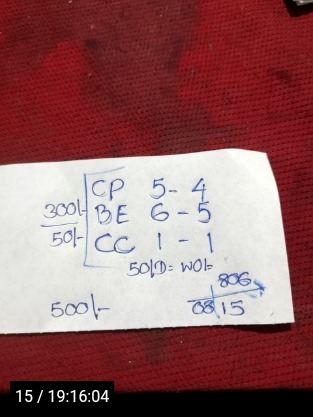 CP 5-4
300/- BE 6-5
50/- CC 1-1
50/D= WO/=
806
500/- 08 15
15 / 19:16:04